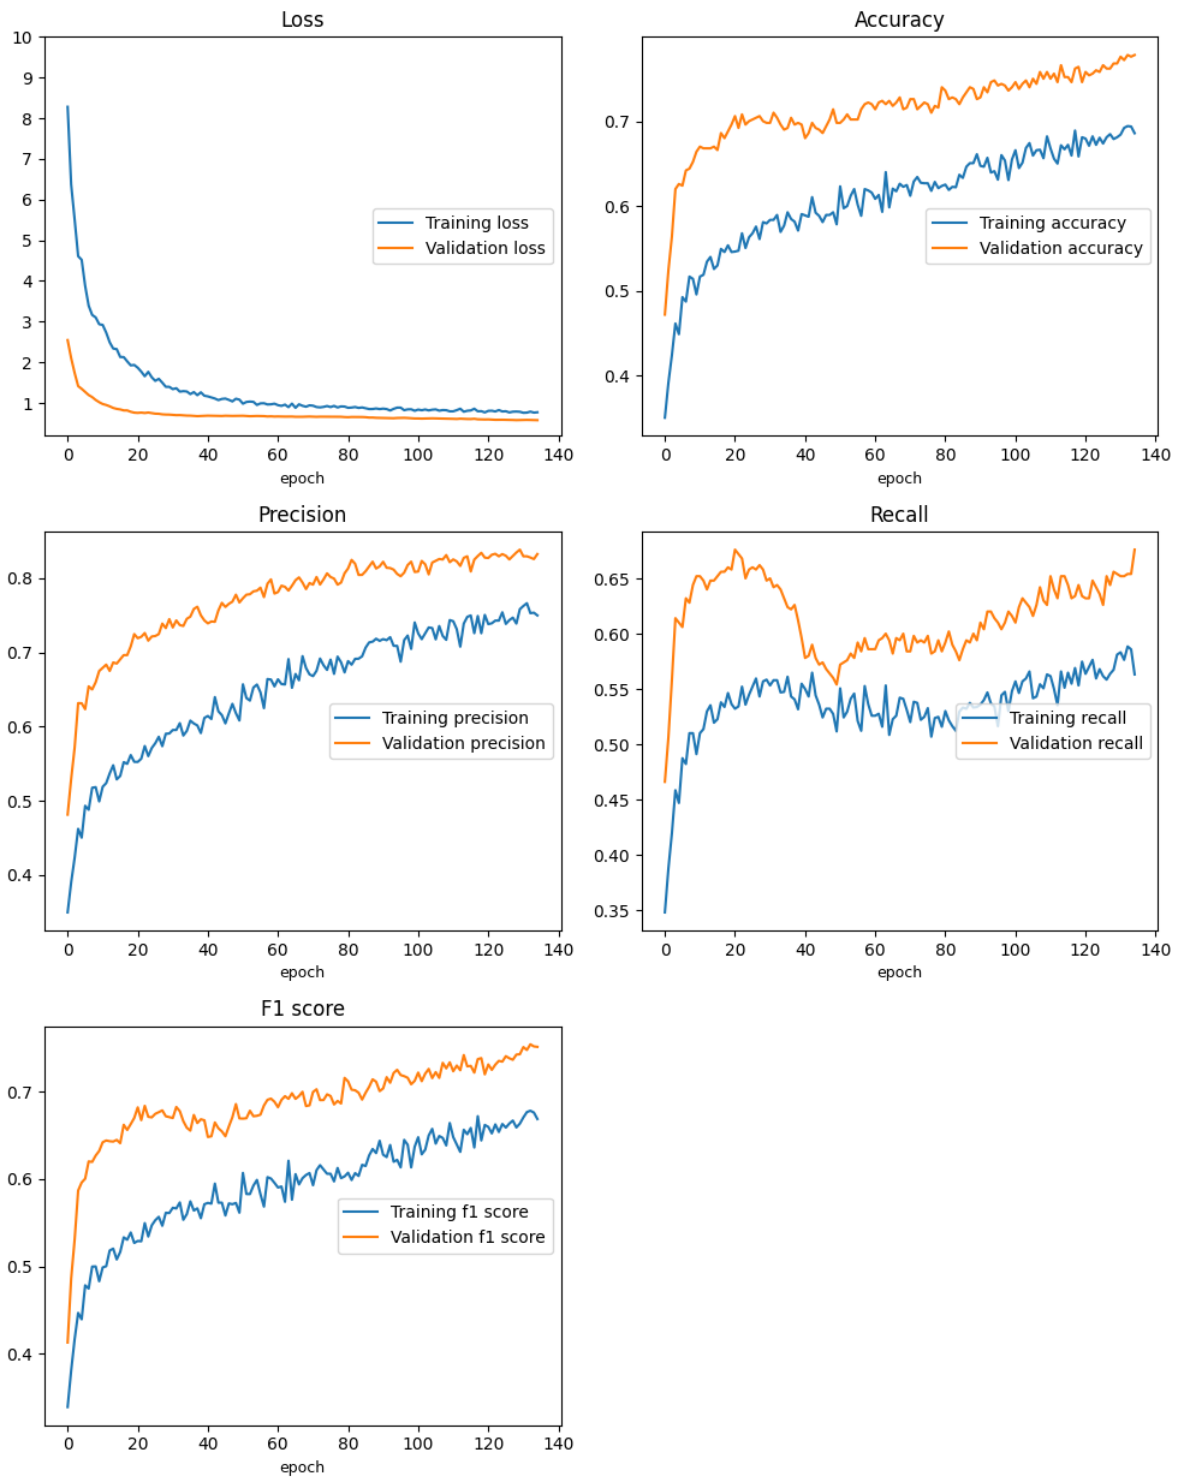 Loss
10
9
8
7
6
5
4
3
2
1
Training loss
Validation loss
0 20 40 60 80 100 120 140
epoch
Accuracy
0.7
0.6
0.5
0.4
Training accuracy
Validation accuracy
0 20 40 60 80 100 120 140
epoch
Precision
0.8
0.7
0.6
0.5
0.4
Training precision
Validation precision
0 20 40 60 80 100 120 140
epoch
Recall
0.65
0.60
0.55
0.50
0.45
0.40
0.35
Training recall
Validation recall
0 20 40 60 80 100 120 140
epoch
F1 score
0.7
0.6
0.5
0.4
Training f1 score
Validation f1 score
0 20 40 60 80 100 120 140
epoch